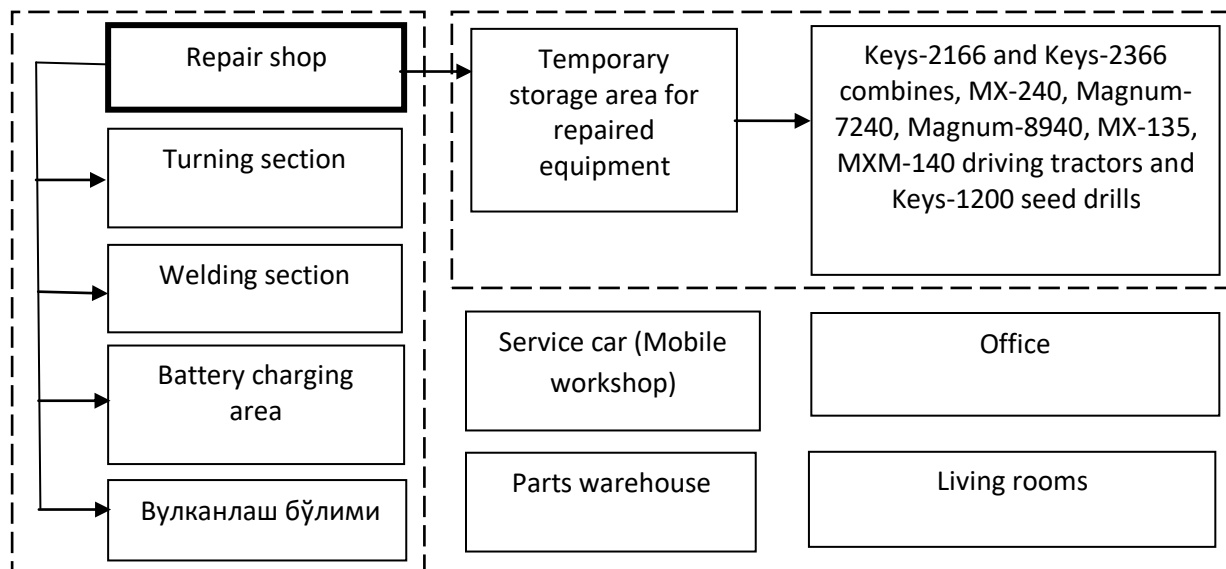 Repair shop
Turning section
Welding section
Battery charging
area
Вулканлаш бўлими
Temporary
storage area for
repaired
equipment
Keys-2166 and Keys-2366
combines, MX-240, Magnum-
7240, Magnum-8940, MX-135,
MXM-140 driving tractors and
Keys-1200 seed drills
Service car (Mobile
workshop)
Office
Parts warehouse
Living rooms